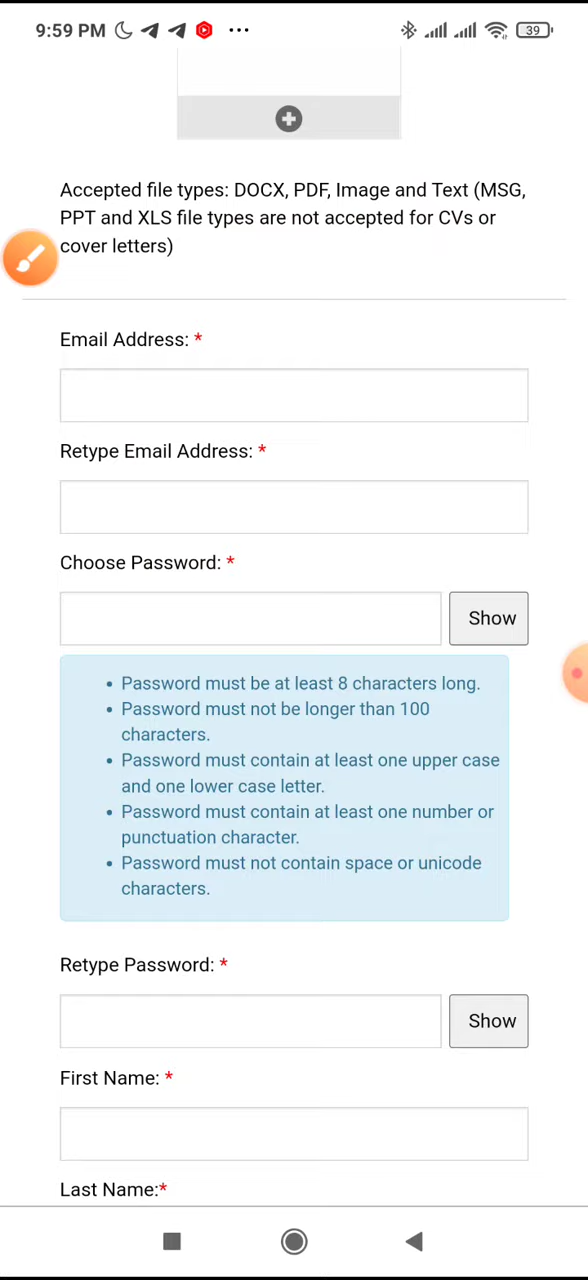 9:59 PM
39
Accepted file types: DOCX, PDF, Image and Text (MSG,
PPT and XLS file types are not accepted for CVs or
cover letters)
Email Address: *
Retype Email Address: *
Choose Password: *
Show
• Password must be at least 8 characters long.
• Password must not be longer than 100
characters.
• Password must contain at least one upper case
and one lower case letter.
• Password must contain at least one number or
punctuation character.
• Password must not contain space or unicode
characters.
Retype Password: *
Show
First Name: *
Last Name:*